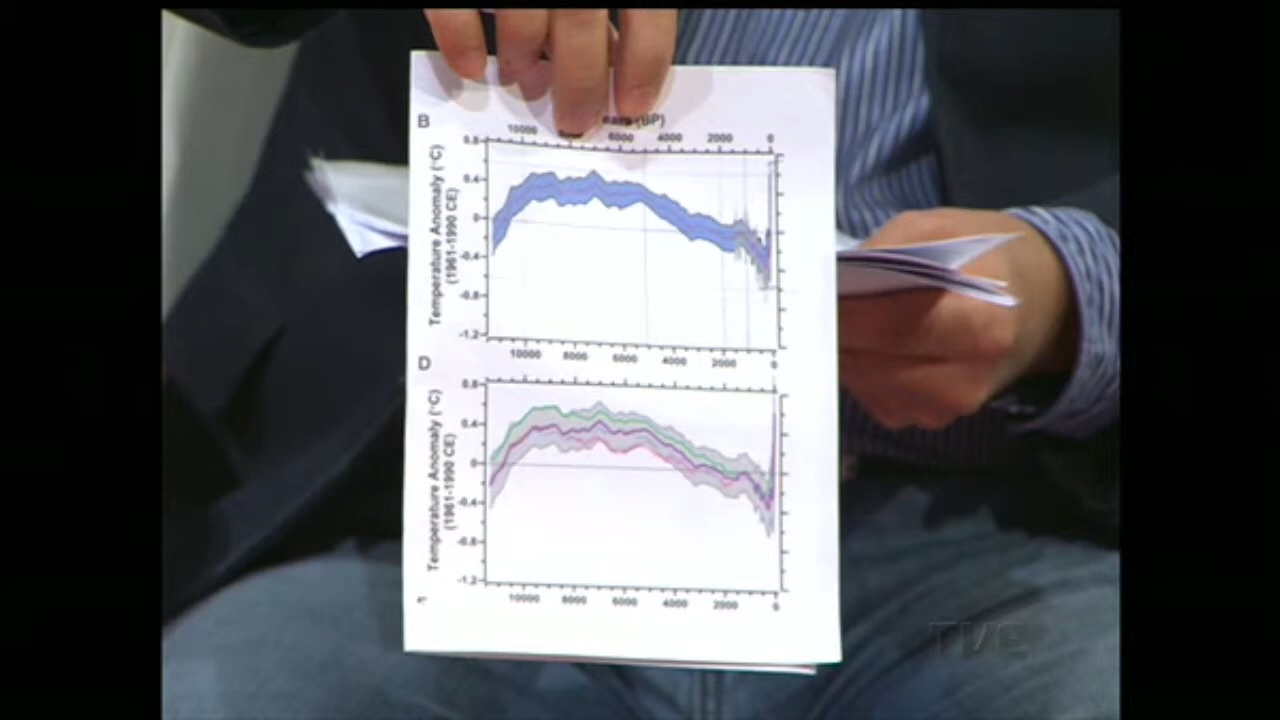 B
(BP)
10000 6000 4000 2000 0
Temperature Anomaly (°C)
(1961-1990 CE)
0.8
0.4
0
-0.4
-0.8
-1.2
10000 8000 6000 4000 2000 0
D
Temperature Anomaly (°C)
(1961-1990 CE)
0.8
0.4
0
-0.4
-0.8
-1.2
10000 8000 6000 4000 2000 0
TVE